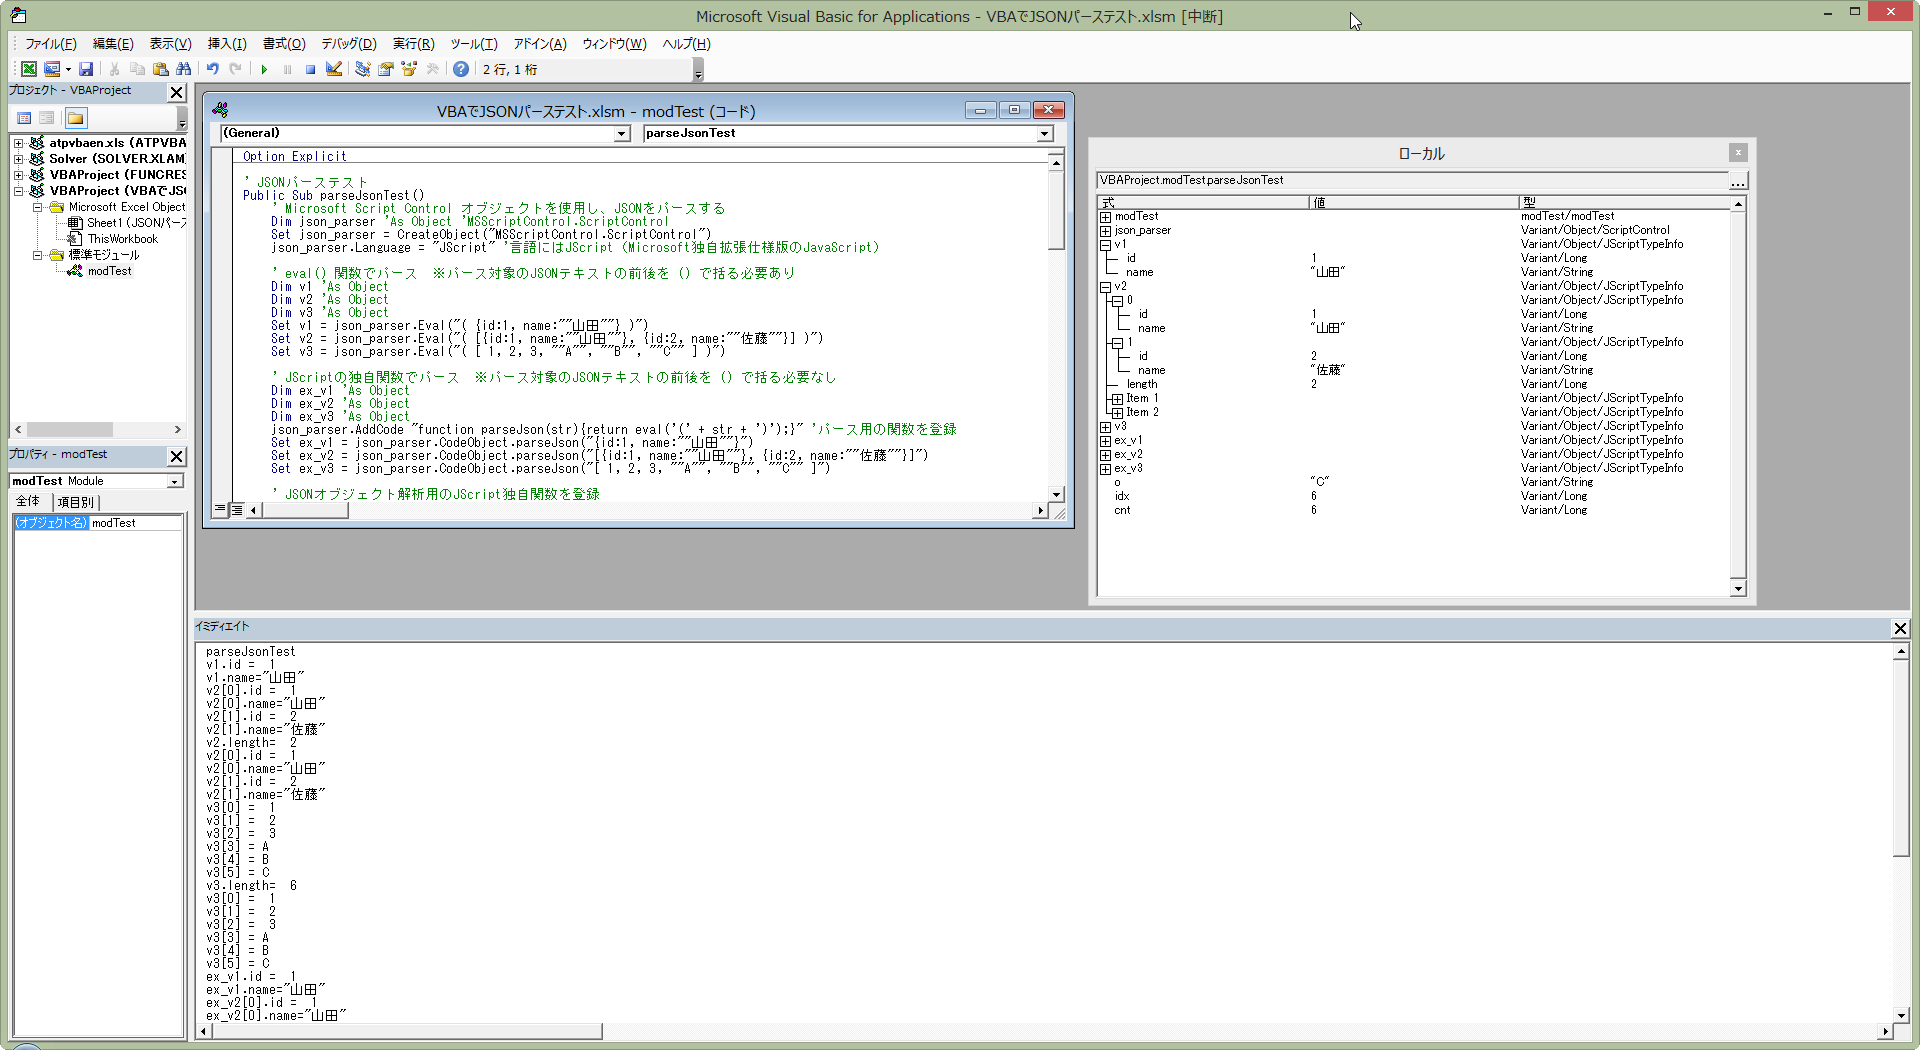 Microsoft Visual Basic for Applications - VBAでJSONパーステスト.xlsm [中断]
ファイル(F) 編集(E) 表示(V) 挿入(I) 書式(O) デバッグ(D) 実行(R) ツール(T) アドイン(A) ウィンドウ(W) ヘルプ(H)
2 行, 1 桁
プロジェクト - VBAProject
atpvbaen.xls (ATPVBA
Solver (SOLVER.XLAM
VBAProject (FUNCRES
VBAProject (VBAでJS
Microsoft Excel Object
Sheet1 (JSONパー
ThisWorkbook
標準モジュール
modTest
プロパティ - modTest
modTest Module
全体 項目別
(オブジェクト名) modTest
VBAでJSONパーステスト.xlsm - modTest (コード)
(General) parseJsonTest
Option Explicit
' JSONパーステスト
Public Sub parseJsonTest()
' Microsoft Script Control オブジェクトを使用し、JSONをパースする
Dim json_parser 'As Object 'MSScriptControl.ScriptControl
Set json_parser = CreateObject("MSScriptControl.ScriptControl")
json_parser.Language = "JScript" '言語にはJScript (Microsoft独自拡張仕様版のJavaScript)
' eval() 関数でパース ※パース対象のJSONテキストの前後を () で括る必要あり
Dim v1 'As Object
Dim v2 'As Object
Dim v3 'As Object
Set v1 = json_parser.Eval("( {id:1, name:""山田""} )")
Set v2 = json_parser.Eval("( [{id:1, name:""山田""}, {id:2, name:""佐藤""}] )")
Set v3 = json_parser.Eval("( [ 1, 2, 3, ""A"", ""B"", ""C"" ] )")
' JScriptの独自関数でパース ※パース対象のJSONテキストの前後を () で括る必要なし
Dim ex_v1 'As Object
Dim ex_v2 'As Object
Dim ex_v3 'As Object
json_parser.AddCode "function parseJson(str){return eval('(' + str + ')');}" 'パース用の関数を登録
Set ex_v1 = json_parser.CodeObject.parseJson("{id:1, name:""山田""}")
Set ex_v2 = json_parser.CodeObject.parseJson("[{id:1, name:""山田""}, {id:2, name:""佐藤""}]")
Set ex_v3 = json_parser.CodeObject.parseJson("[ 1, 2, 3, ""A"", ""B"", ""C"" ]")
' JSONオブジェクト解析用のJScript独自関数を登録
ローカル
VBAProject.modTest.parseJsonTest ...
式 値 型
modTest modTest/modTest
json_parser Variant/Object/ScriptControl
v1 Variant/Object/JScriptTypeInfo
id 1 Variant/Long
name "山田" Variant/String
v2 Variant/Object/JScriptTypeInfo
0 Variant/Object/JScriptTypeInfo
id 1 Variant/Long
name "山田" Variant/String
1 Variant/Object/JScriptTypeInfo
id 2 Variant/Long
name "佐藤" Variant/String
length 2 Variant/Long
Item 1 Variant/Object/JScriptTypeInfo
Item 2 Variant/Object/JScriptTypeInfo
v3 Variant/Object/JScriptTypeInfo
ex_v1 Variant/Object/JScriptTypeInfo
ex_v2 Variant/Object/JScriptTypeInfo
ex_v3 Variant/Object/JScriptTypeInfo
o "C" Variant/String
idx 6 Variant/Long
cnt 6 Variant/Long
イミディエイト
parseJsonTest
v1.id = 1
v1.name="山田"
v2[0].id = 1
v2[0].name="山田"
v2[1].id = 2
v2[1].name="佐藤"
v2.length= 2
v2[0].id = 1
v2[0].name="山田"
v2[1].id = 2
v2[1].name="佐藤"
v3[0] = 1
v3[1] = 2
v3[2] = 3
v3[3] = A
v3[4] = B
v3[5] = C
v3.length= 6
v3[0] = 1
v3[1] = 2
v3[2] = 3
v3[3] = A
v3[4] = B
v3[5] = C
ex_v1.id = 1
ex_v1.name="山田"
ex_v2[0].id = 1
ex_v2[0].name="山田"